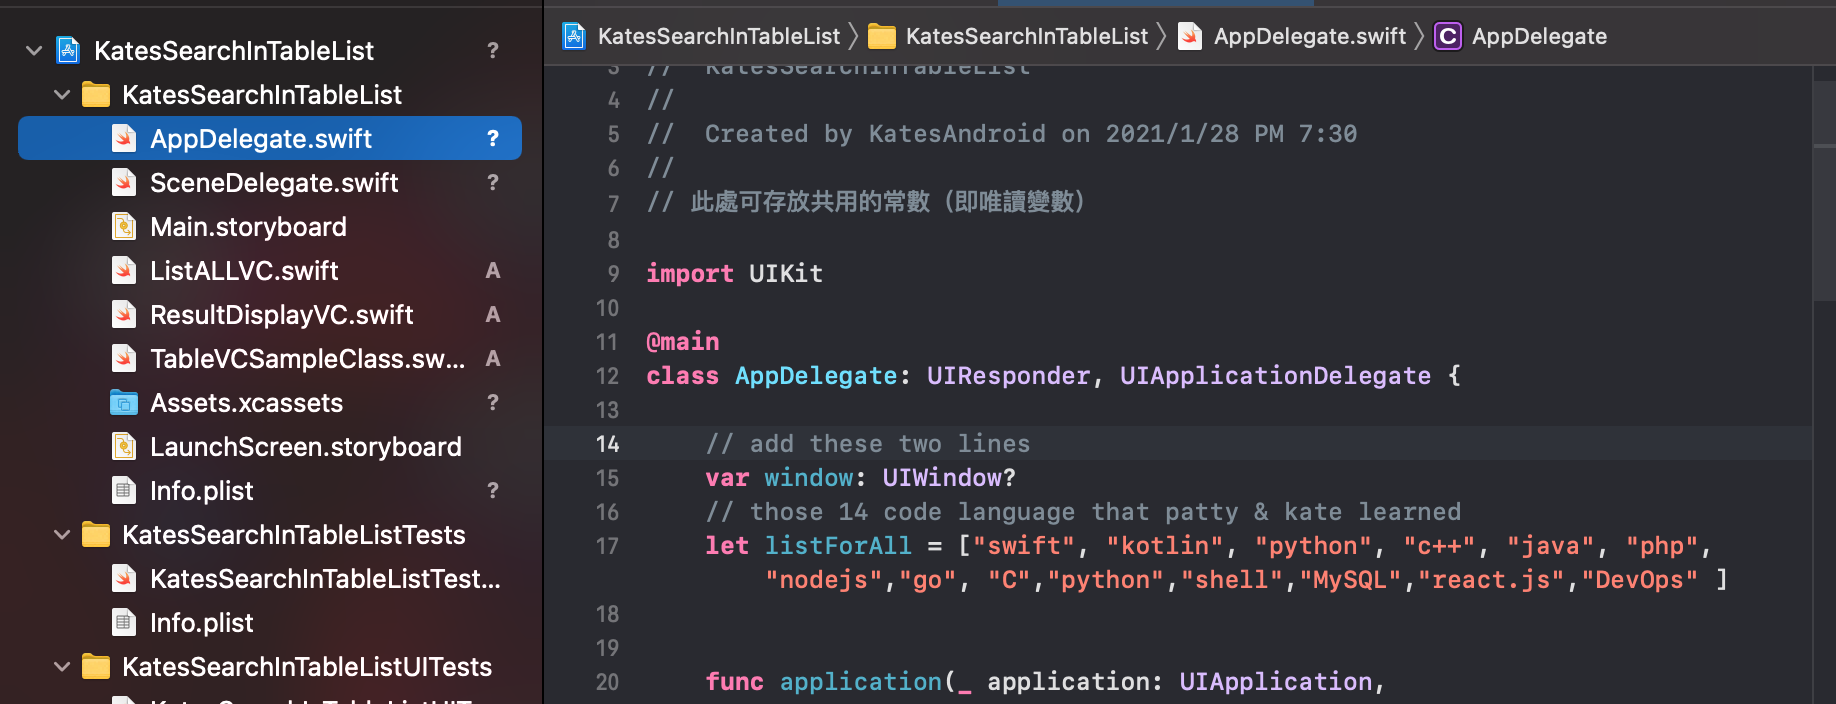 KatesSearchInTableList ?
KatesSearchInTableList
AppDelegate.swift ?
SceneDelegate.swift ?
Main.storyboard
ListALLVC.swift A
ResultDisplayVC.swift A
TableVCSampleClass.sw... A
Assets.xcassets ?
LaunchScreen.storyboard
Info.plist ?
KatesSearchInTableListTests
KatesSearchInTableListTest...
Info.plist
KatesSearchInTableListUITests
KatesSearchInTableList KatesSearchInTableList AppDelegate.swift C AppDelegate
3 // KatesSearchInTableList
4 //
5 // Created by KatesAndroid on 2021/1/28 PM 7:30
6 //
7 // 此處可存放共用的常數（即唯讀變數）
8
9 import UIKit
10
11 @main
12 class AppDelegate: UIResponder, UIApplicationDelegate {
13
14 // add these two lines
15 var window: UIWindow?
16 // those 14 code language that patty & kate learned
17 let listForAll = ["swift", "kotlin", "python", "c++", "java", "php",
"nodejs","go", "C","python","shell","MySQL","react.js","DevOps" ]
18
19
20 func application(_ application: UIApplication,